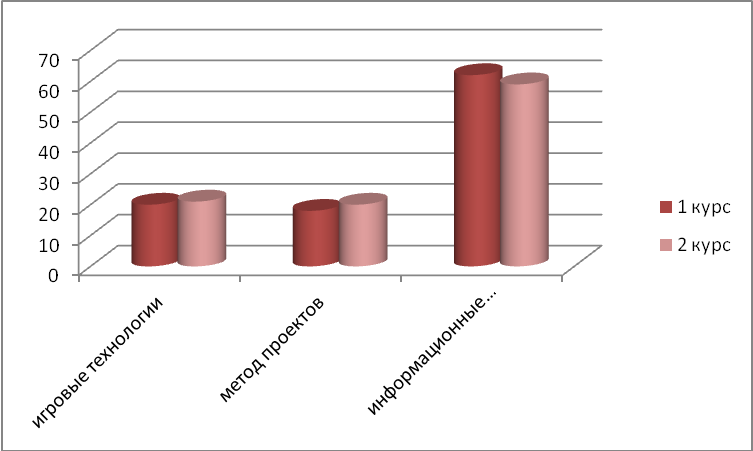 70
60
50
40
30
20
10
0
игровые технологии
метод проектов
информационные...
1 курс
2 курс